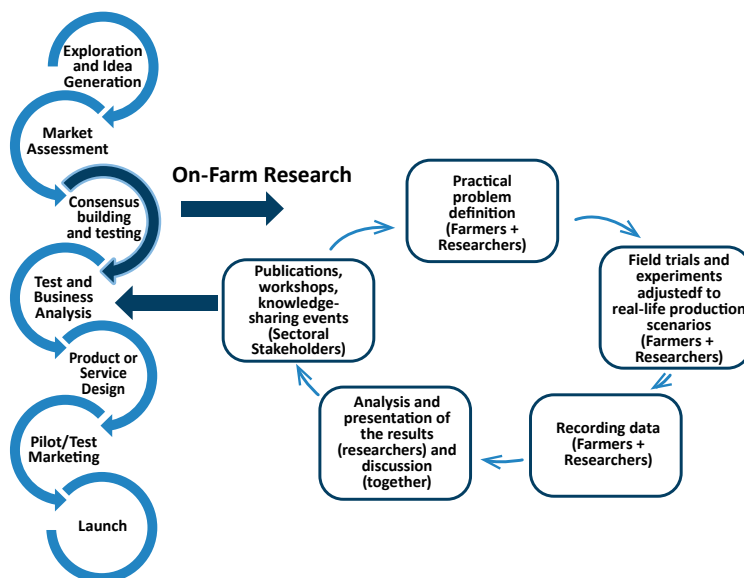 Exploration
and Idea
Generation
Market
Assessment
Consensus
building
and testing
Test and
Business
Analysis
Product or
Service
Design
Pilot/Test
Marketing
Launch
On-Farm Research
Practical
problem
definition
(Farmers +
Researchers)
Field trials and
experiments
adjustedf to
real-life production
scenarios
(Farmers +
Researchers)
Recording data
(Farmers +
Researchers)
Analysis and
presentation of
the results
(researchers) and
discussion
(together)
Publications,
workshops,
knowledge-
sharing events
(Sectoral
Stakeholders)